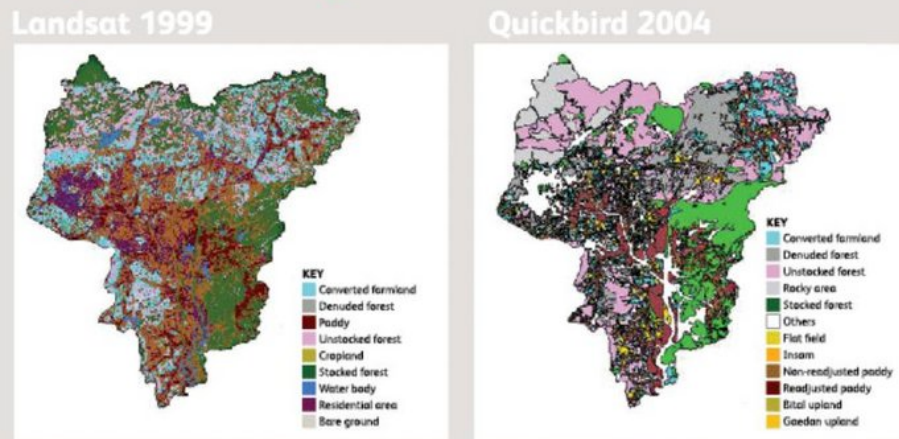 Landsat 1999
Quickbird 2004
KEY
Converted farmland
Denuded forest
Paddy
Unstocked forest
Cropland
Stocked forest
Water body
Residential area
Bare ground
KEY
Converted farmland
Denuded forest
Unstocked forest
Rocky area
Stocked forest
Others
Flat field
Insam
Non-readjusted paddy
Readjusted paddy
Bital upland
Gaedan upland